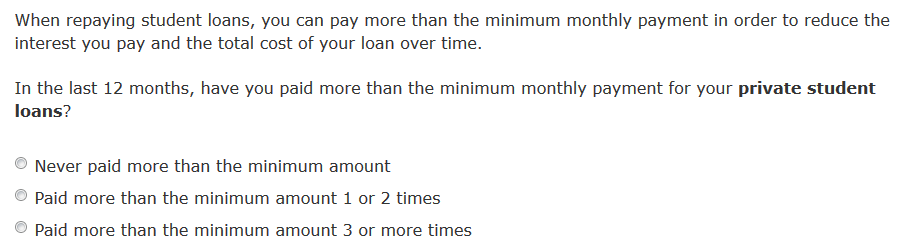 When repaying student loans, you can pay more than the minimum monthly payment in order to reduce the
interest you pay and the total cost of your loan over time.
In the last 12 months, have you paid more than the minimum monthly payment for your private student
loans?
Never paid more than the minimum amount
Paid more than the minimum amount 1 or 2 times
Paid more than the minimum amount 3 or more times